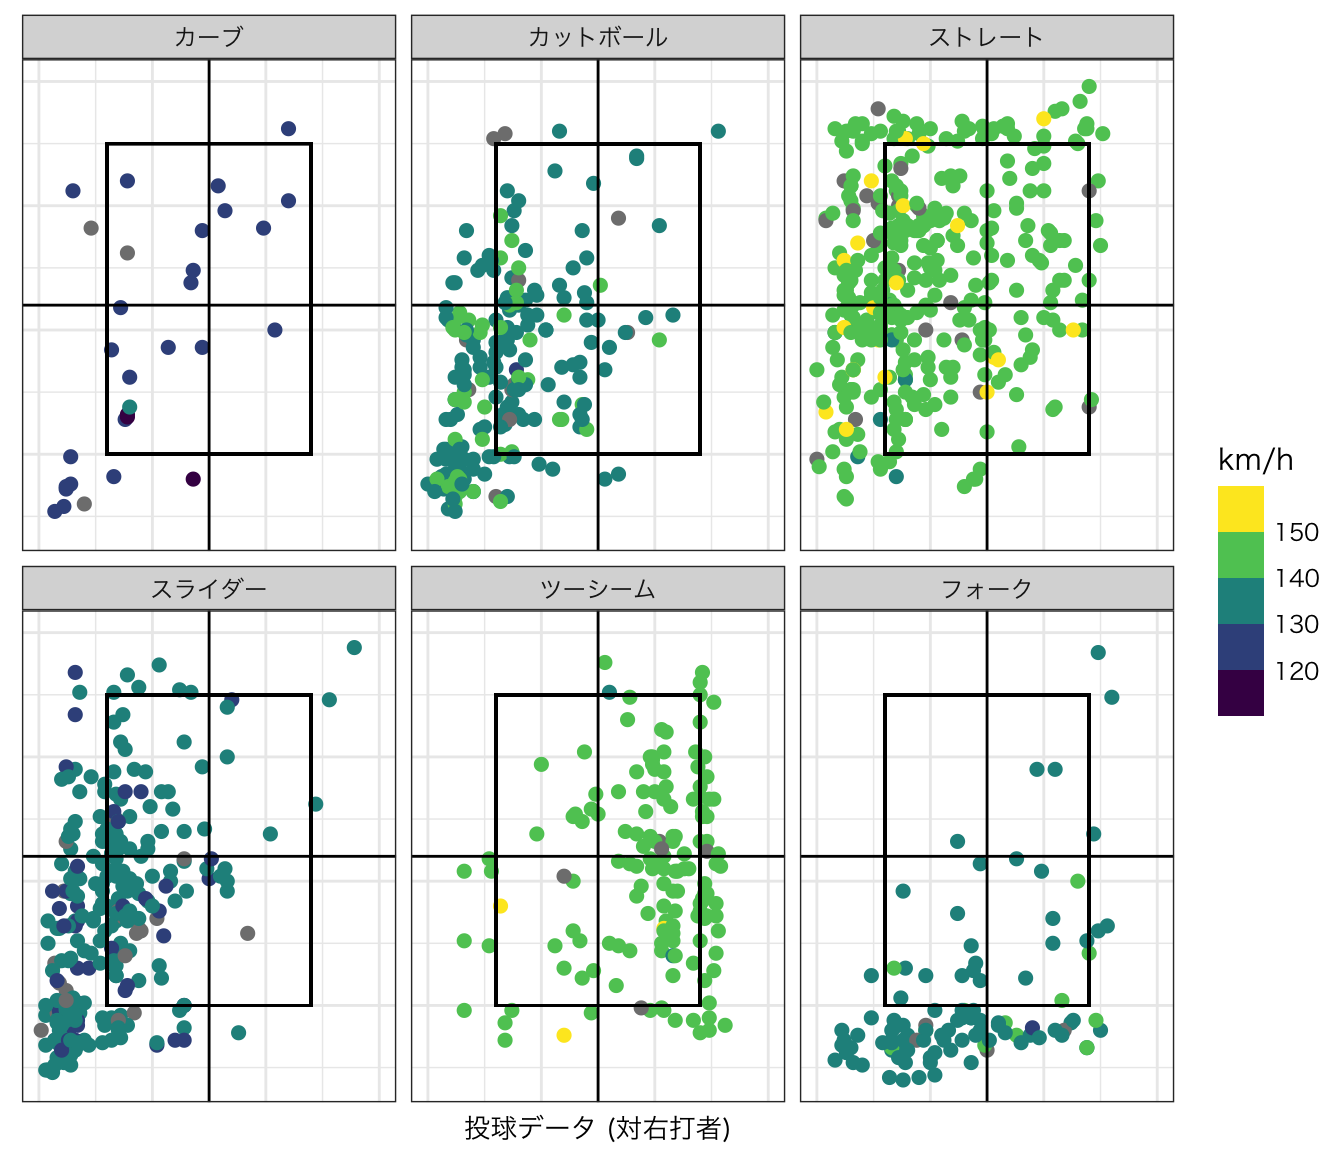 カーブ
カットボール
ストレート
スライダー
ツーシーム
フォーク
km/h
150
140
130
120
投球データ (対右打者)